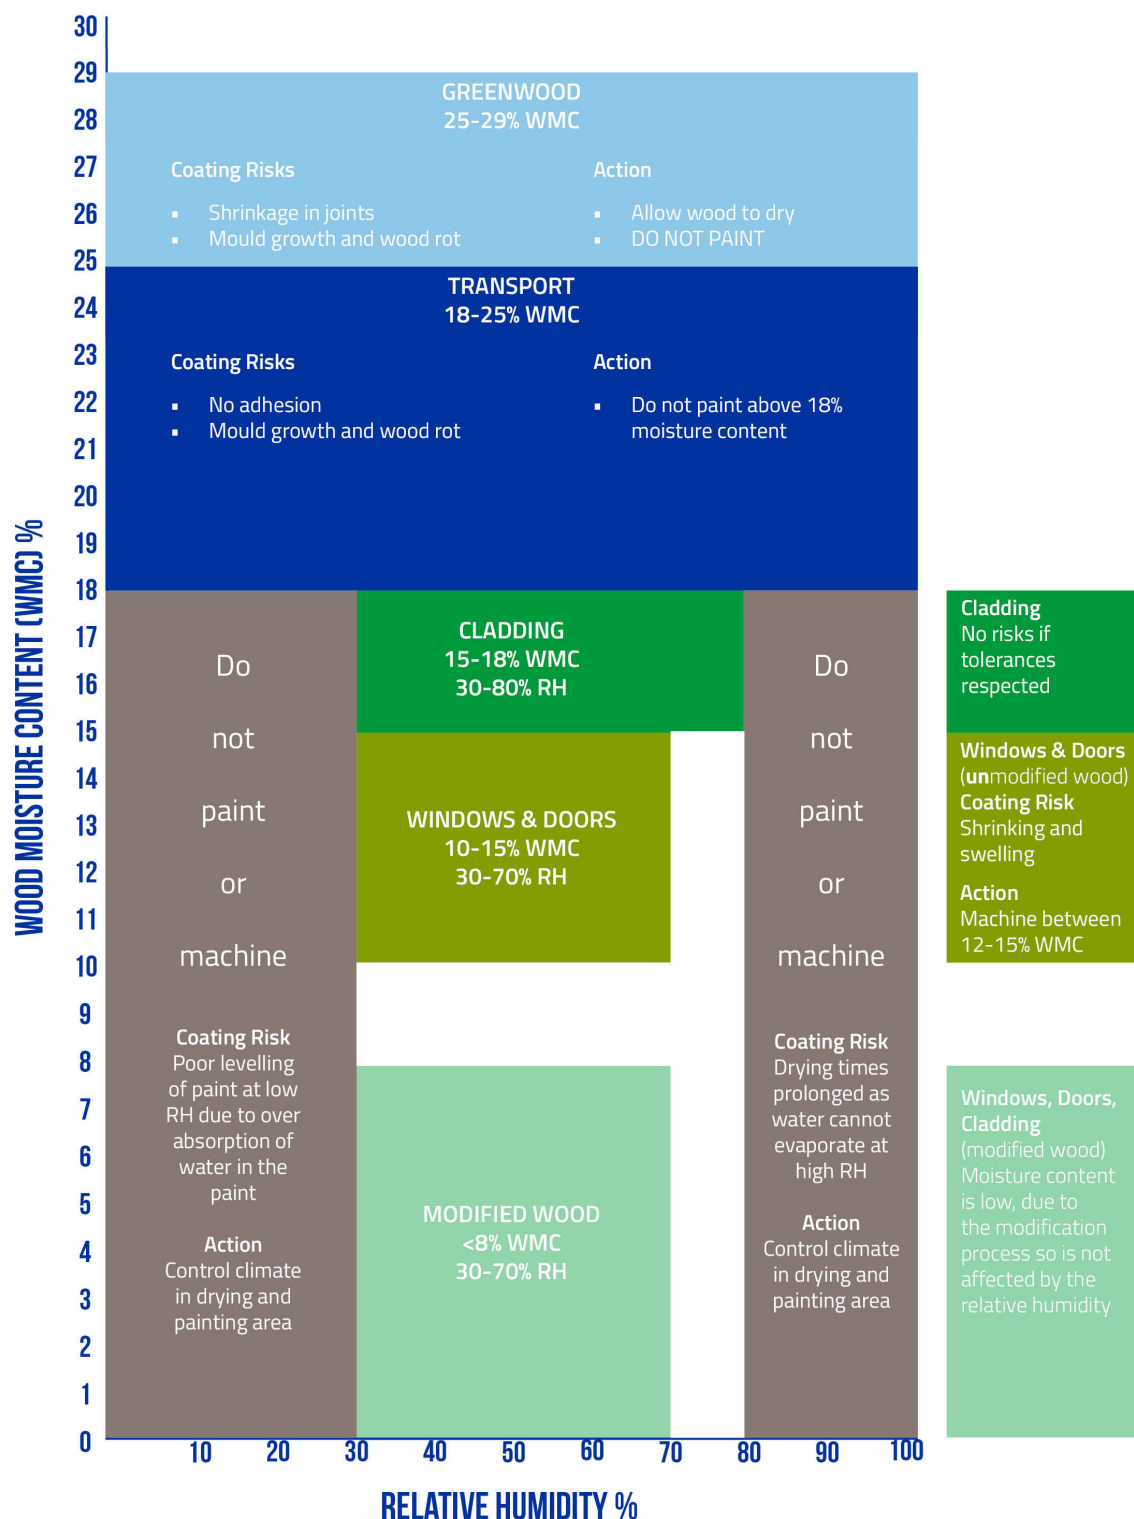 30
29
28
27
26
25
24
23
22
21
20
19
18
17
16
15
14
13
12
11
10
9
8
7
6
5
4
3
2
1
0
WOOD MOISTURE CONTENT (WMC) %
GREENWOOD
25-29% WMC
Coating Risks
▪ Shrinkage in joints
▪ Mould growth and wood rot
Action
▪ Allow wood to dry
▪ DO NOT PAINT
TRANSPORT
18-25% WMC
Coating Risks
▪ No adhesion
▪ Mould growth and wood rot
Action
▪ Do not paint above 18%
moisture content
Do
not
paint
or
machine
Coating Risk
Poor levelling
of paint at low
RH due to over
absorption of
water in the
paint
Action
Control climate
in drying and
painting area
CLADDING
15-18% WMC
30-80% RH
WINDOWS & DOORS
10-15% WMC
30-70% RH
MODIFIED WOOD
<8% WMC
30-70% RH
Do
not
paint
or
machine
Coating Risk
Drying times
prolonged as
water cannot
evaporate at
high RH
Action
Control climate
in drying and
painting area
Cladding
No risks if
tolerances
respected
Windows & Doors
(unmodified wood)
Coating Risk
Shrinking and
swelling
Action
Machine between
12-15% WMC
Windows, Doors,
Cladding
(modified wood)
Moisture content
is low, due to
the modification
process so is not
affected by the
relative humidity
10 20 30 40 50 60 70 80 90 100
RELATIVE HUMIDITY %